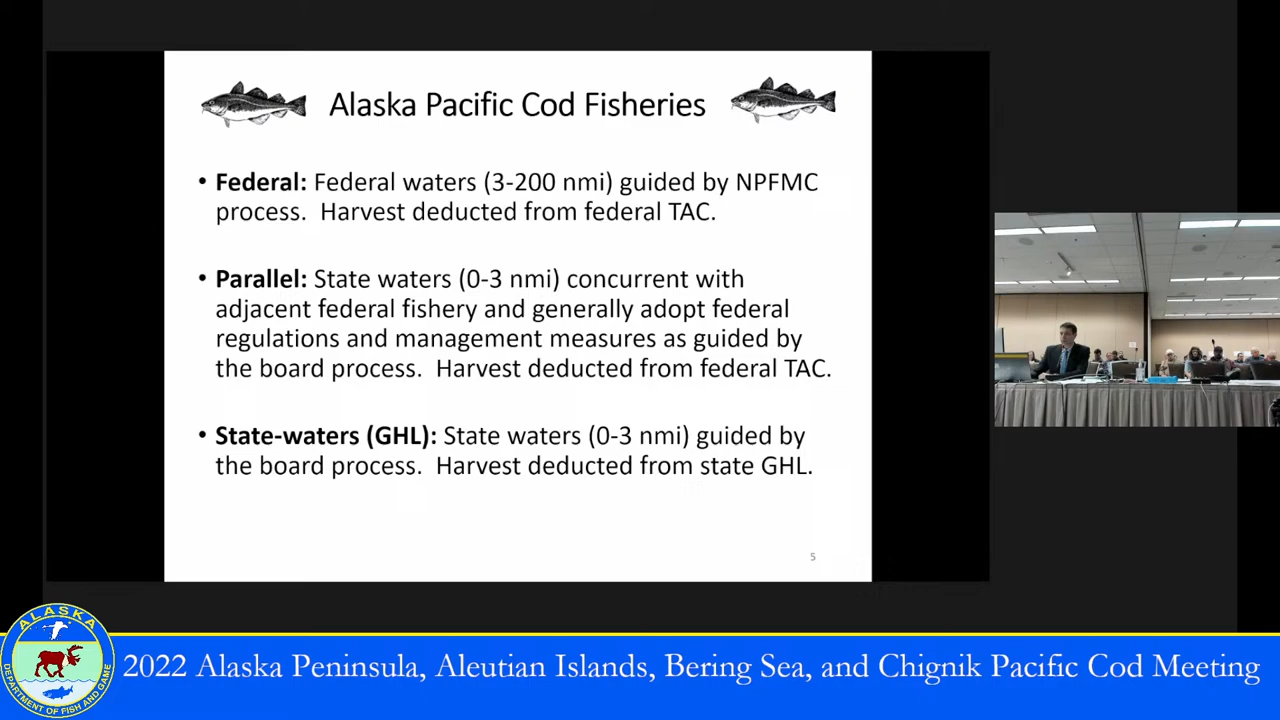 Alaska Pacific Cod Fisheries
• Federal: Federal waters (3-200 nmi) guided by NPFMC
process. Harvest deducted from federal TAC.
• Parallel: State waters (0-3 nmi) concurrent with
adjacent federal fishery and generally adopt federal
regulations and management measures as guided by
the board process. Harvest deducted from federal TAC.
• State-waters (GHL): State waters (0-3 nmi) guided by
the board process. Harvest deducted from state GHL.
5
ALASKA
DEPARTMENT OF FISH AND GAME
2022 Alaska Peninsula, Aleutian Islands, Bering Sea, and Chignik Pacific Cod Meeting